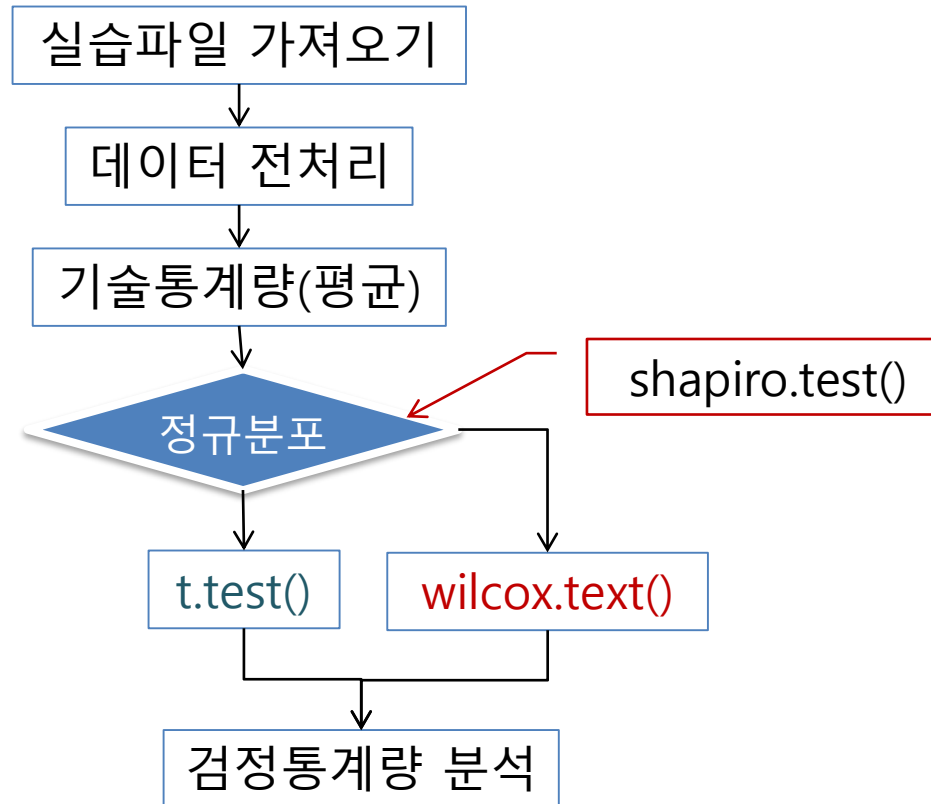 실습파일 가져오기
데이터 전처리
기술통계량(평균)
shapiro.test()
정규분포
t.test()
wilcox.text()
검정통계량 분석